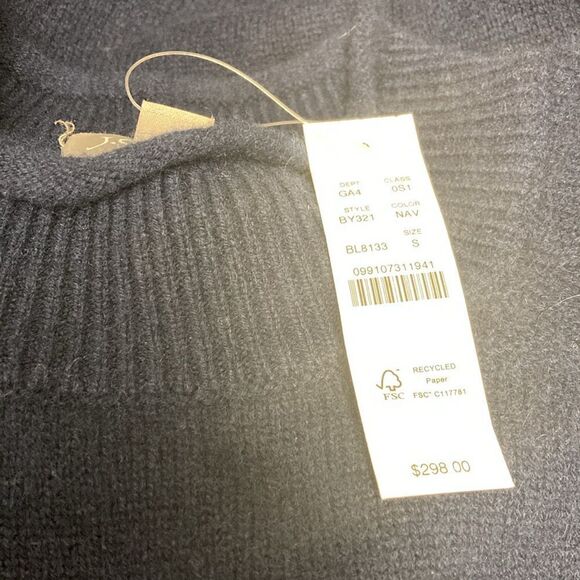 J.
DEPT CLASS
GA4 0S1
STYLE COLOR
BY321 NAV
SIZE
BL8133 S
099107311941
RECYCLED
Paper
FSC FSC® C117781
$298.00